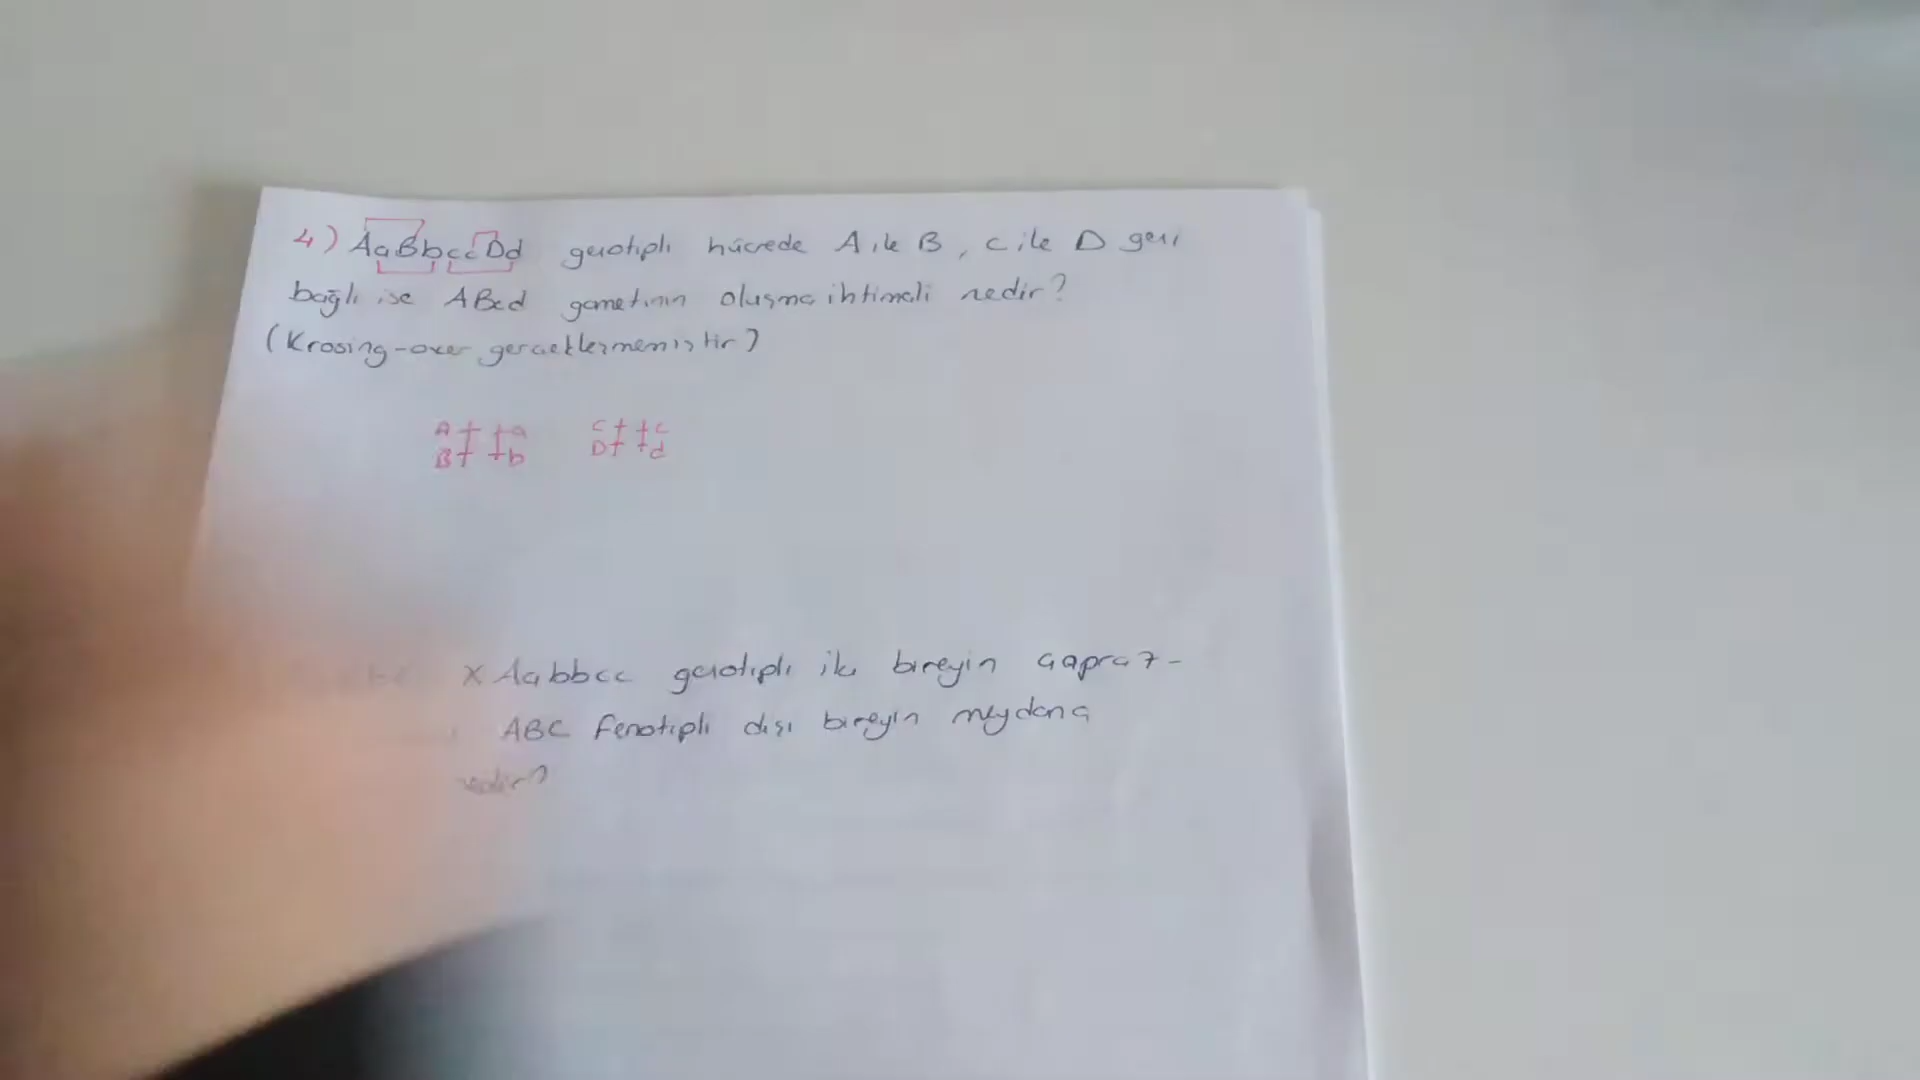 4) AaBbccDd genotipli hücrede A ile B, c ile D geni
bağlı ise ABcd gametinin oluşma ihtimali nedir?
(Krosing-over gerçekleşmemiştir)
A a c c
B b D d
x Aabbcc genotipli iki bireyin çapraz-
ABC fenotipli dişi bireyin meydana
nedir?